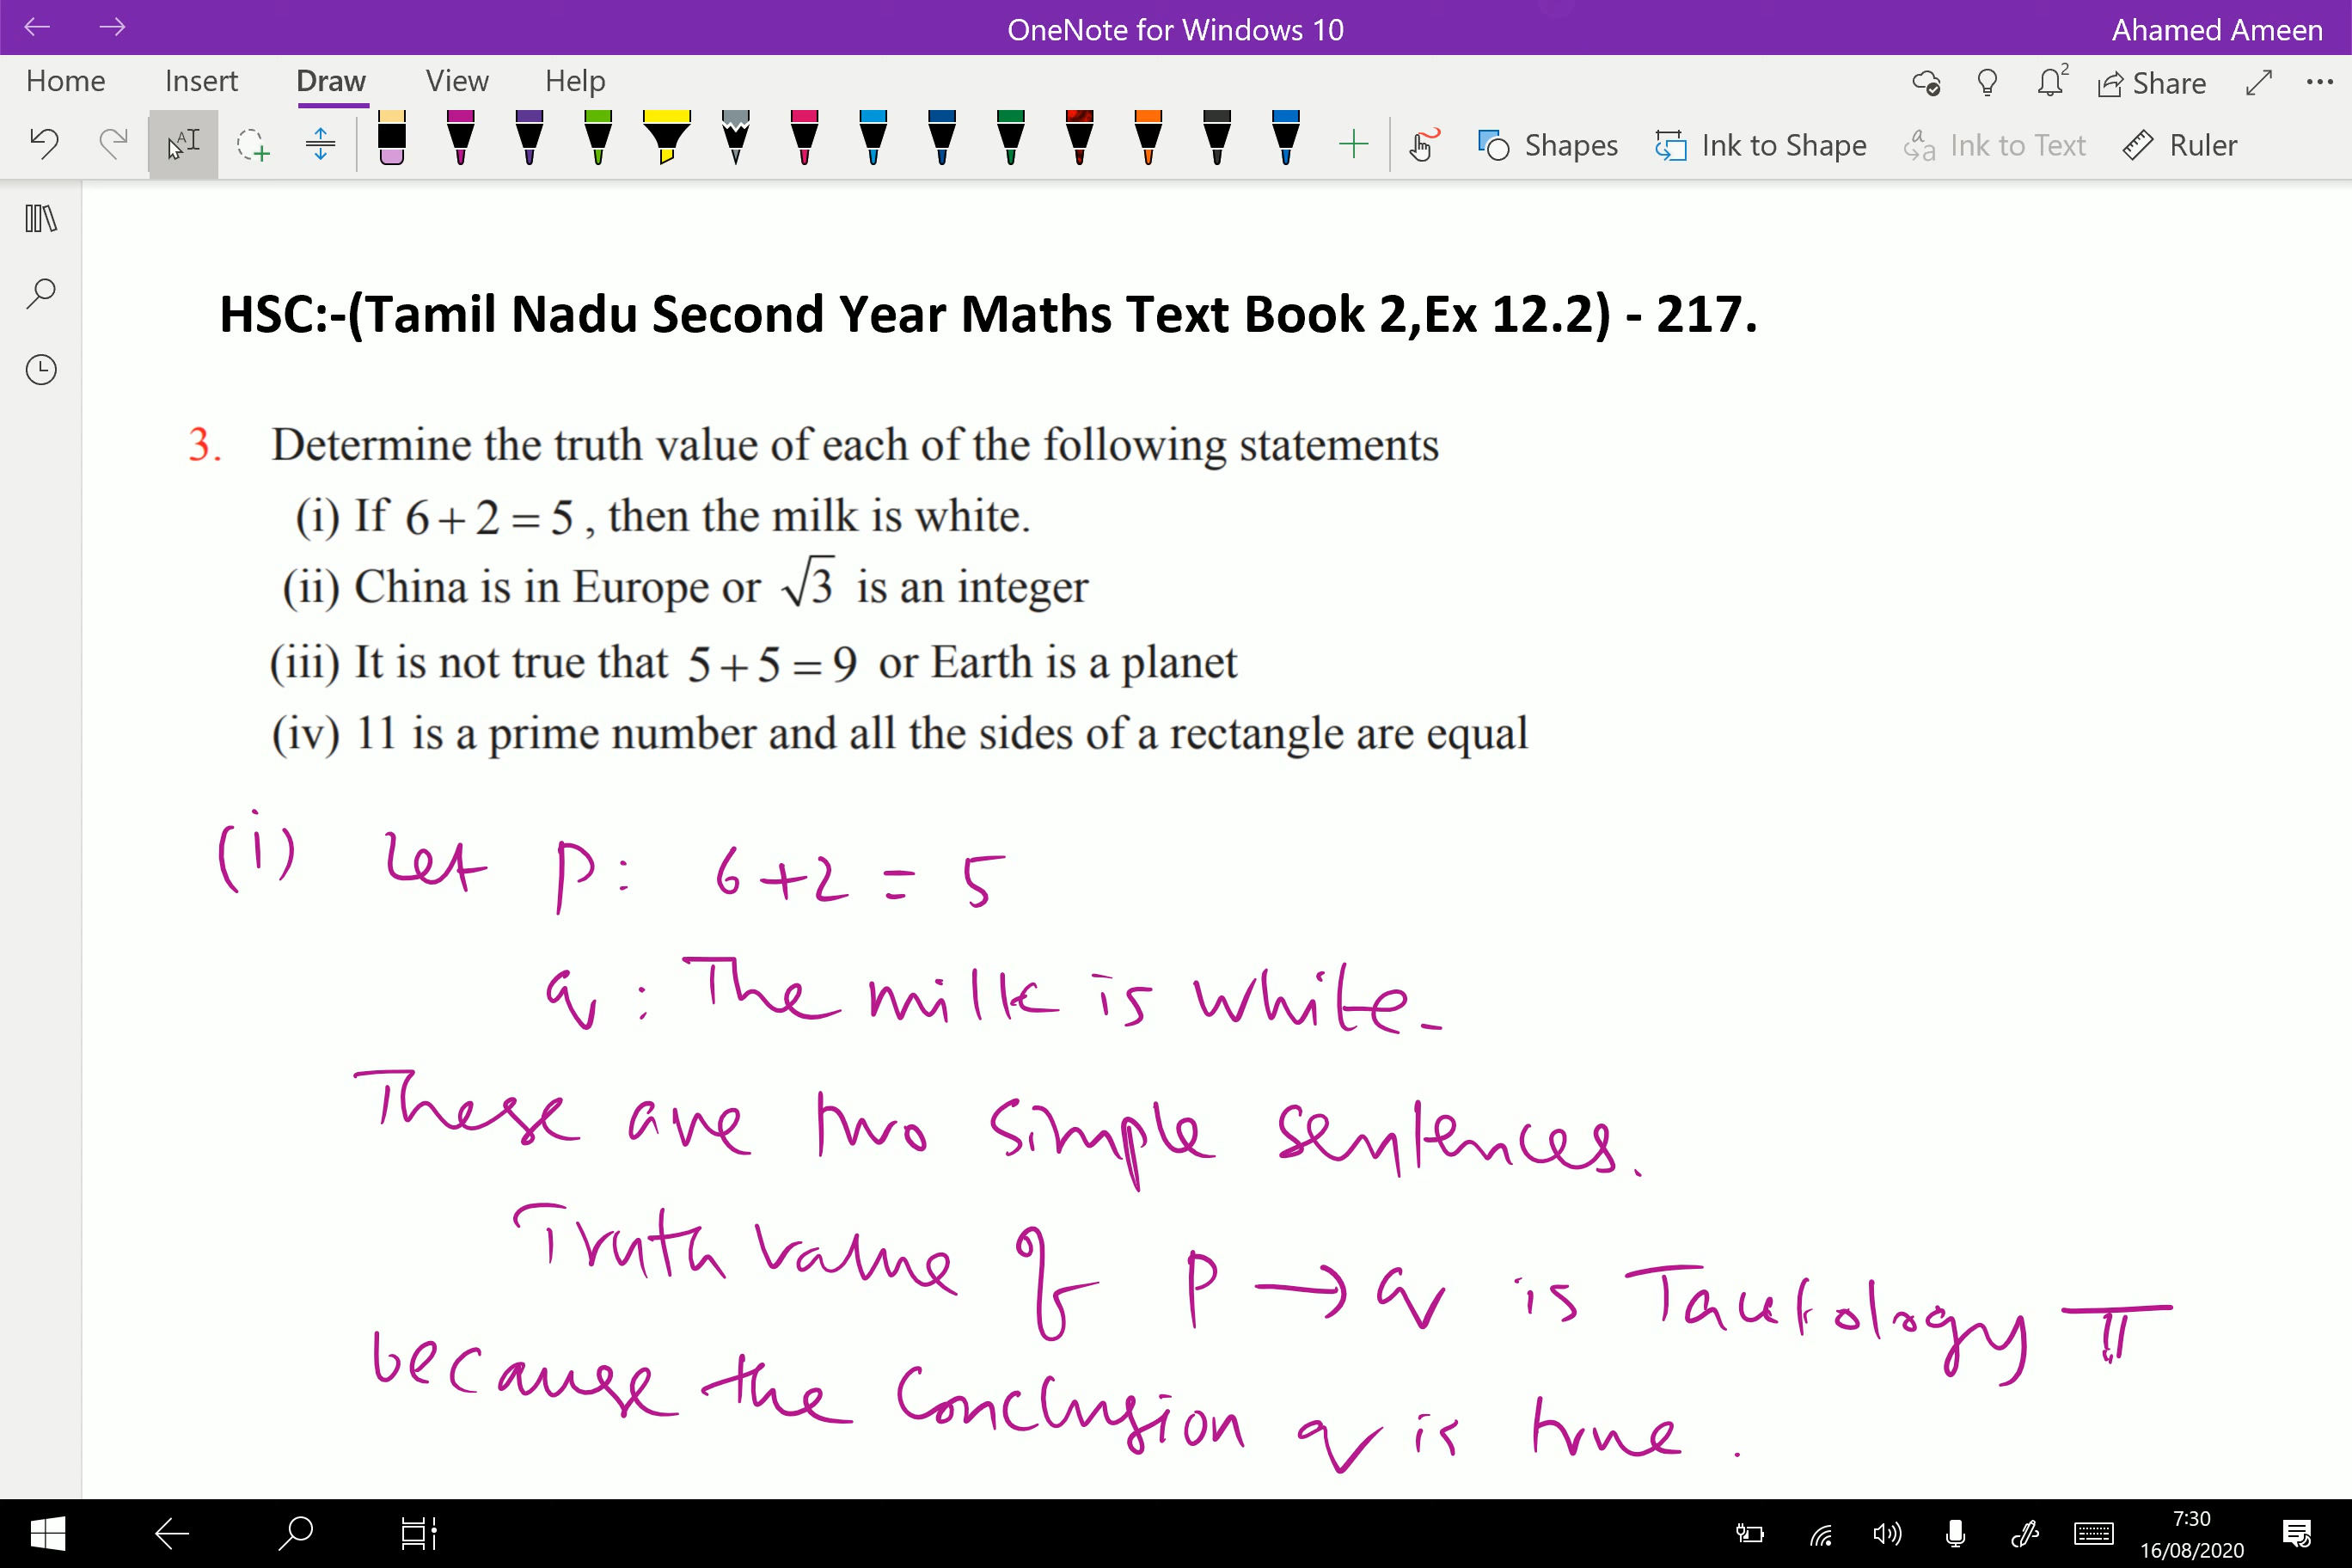 OneNote for Windows 10
Ahamed Ameen
Home Insert Draw View Help
2 Share
Shapes Ink to Shape Ink to Text Ruler
HSC:-(Tamil Nadu Second Year Maths Text Book 2,Ex 12.2) - 217.
3. Determine the truth value of each of the following statements
(i) If 6+2=5, then the milk is white.
(ii) China is in Europe or √3 is an integer
(iii) It is not true that 5+5=9 or Earth is a planet
(iv) 11 is a prime number and all the sides of a rectangle are equal
(i) Let p: 6+2 = 5
q: The milk is white.
These are two simple sentences.
Truth value of p → q is Tautology T
because the conclusion q is true.
7:30
16/08/2020